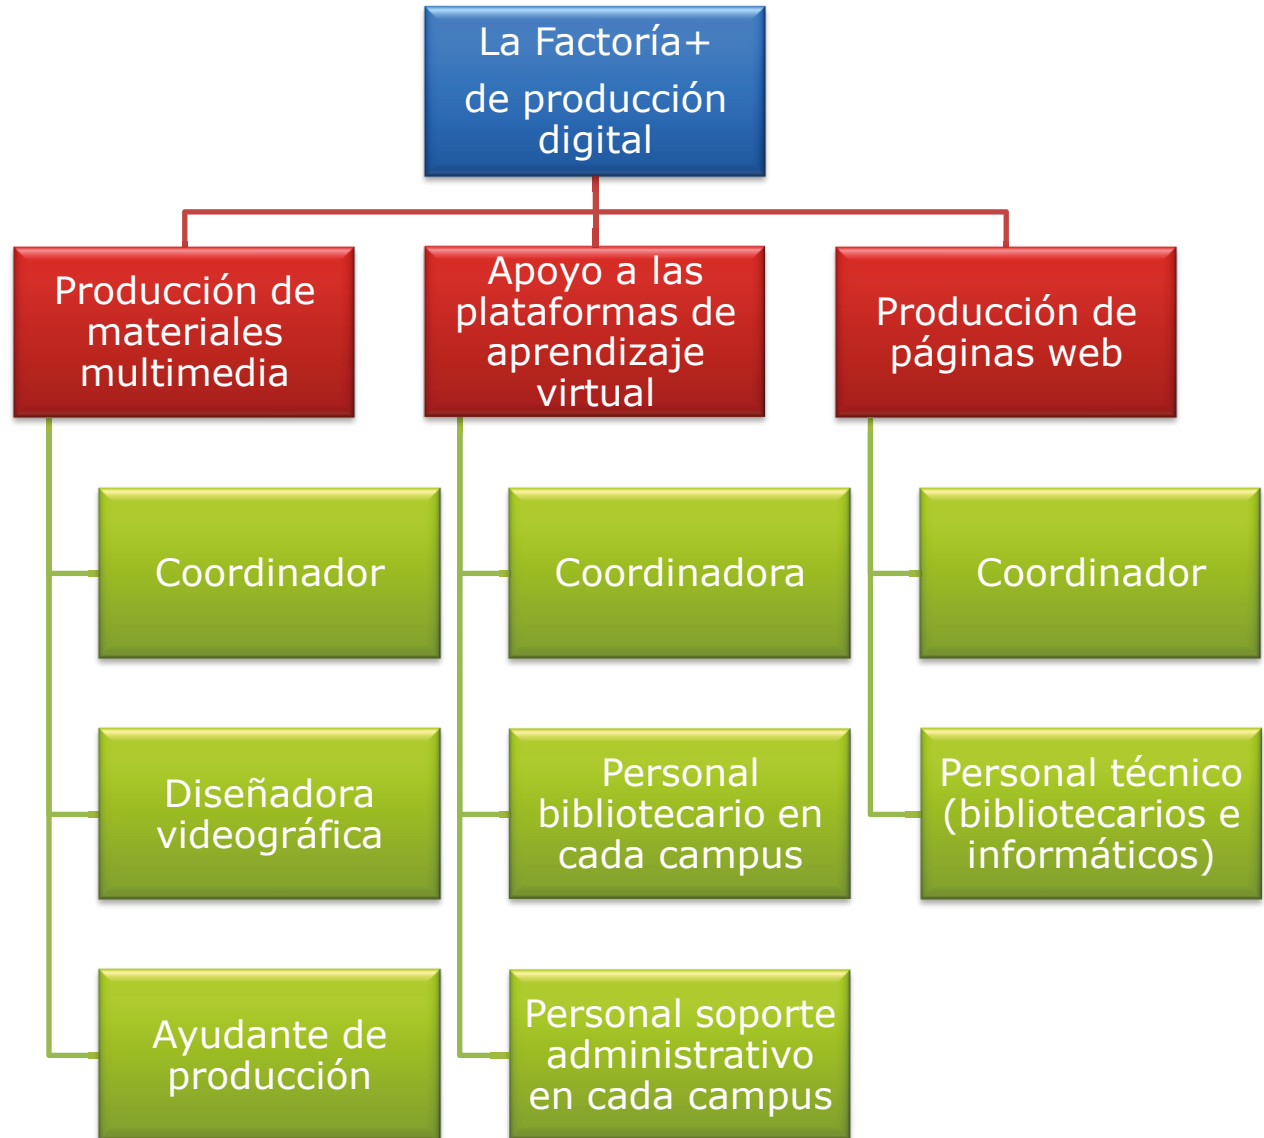 La Factoría+
de producción
digital
Producción de
materiales
multimedia
Apoyo a las
plataformas de
aprendizaje
virtual
Producción de
páginas web
Coordinador
Diseñadora
videográfica
Ayudante de
producción
Coordinadora
Personal
bibliotecario en
cada campus
Personal soporte
administrativo
en cada campus
Coordinador
Personal técnico
(bibliotecarios e
informáticos)